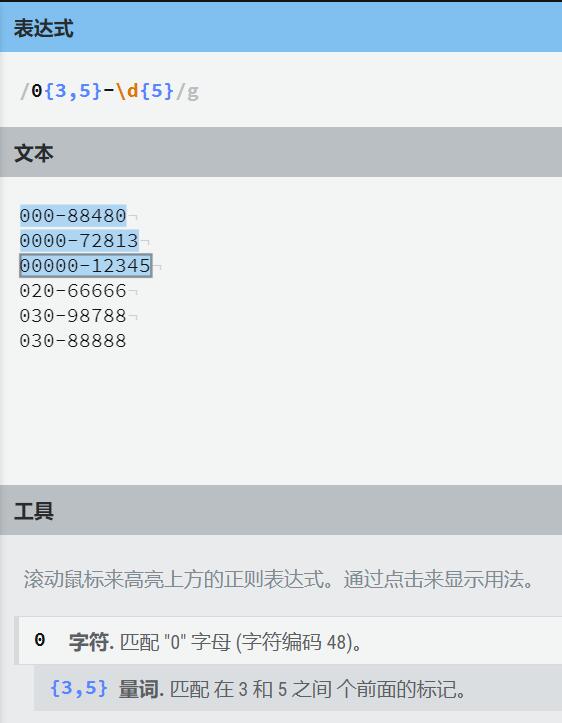 表达式
/0{3,5}-\d{5}/g
文本
000-88480¬
0000-72813¬
00000-12345¬
020-66666¬
030-98788¬
030-88888
工具
滚动鼠标来高亮上方的正则表达式。通过点击来显示用法。
0 字符. 匹配 "0" 字母 (字符编码 48)。
{3,5} 量词. 匹配 在 3 和 5 之间 个前面的标记。